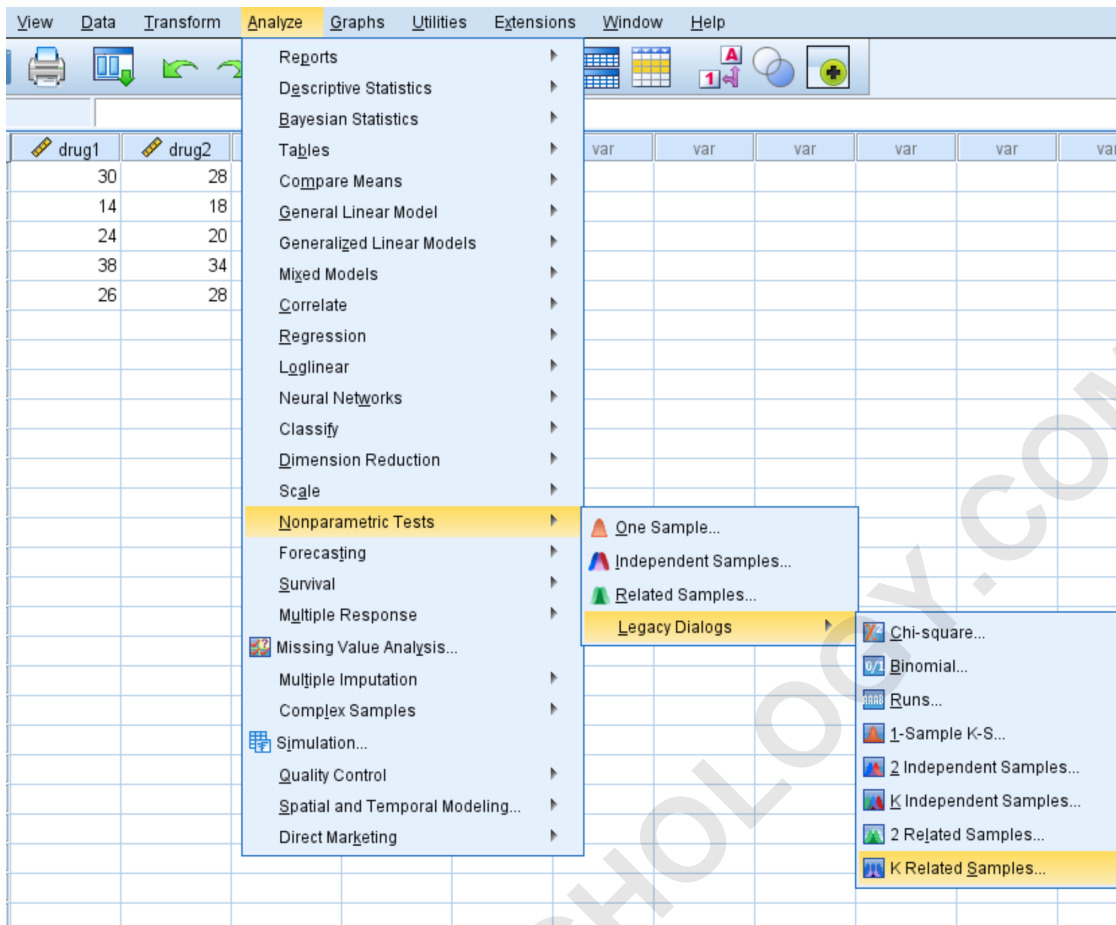 View Data Transform Analyze Graphs Utilities Extensions Window Help
drug1 drug2 var var var var var
30 28
14 18
24 20
38 34
26 28
Reports
Descriptive Statistics
Bayesian Statistics
Tables
Compare Means
General Linear Model
Generalized Linear Models
Mixed Models
Correlate
Regression
Loglinear
Neural Networks
Classify
Dimension Reduction
Scale
Nonparametric Tests
Forecasting
Survival
Multiple Response
Missing Value Analysis...
Multiple Imputation
Complex Samples
Simulation...
Quality Control
Spatial and Temporal Modeling...
Direct Marketing
One Sample...
Independent Samples...
Related Samples...
Legacy Dialogs
Chi-square...
Binomial...
Runs...
1-Sample K-S...
2 Independent Samples...
K Independent Samples...
2 Related Samples...
K Related Samples...